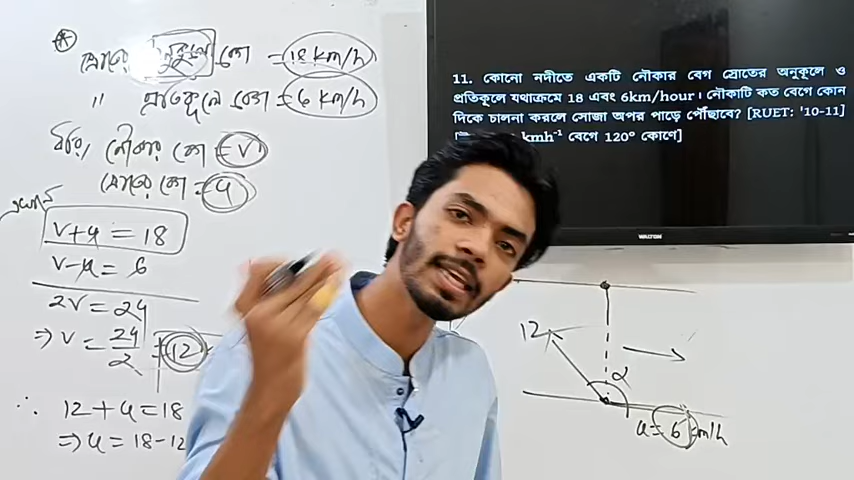 স্রোতের অনুকূলে বেগ = 18 km/h
" প্রতিকূলে বেগ = 6 km/h
ধরি, নৌকার বেগ = v
স্রোতের বেগ = u
এখন
v+u = 18
v-u = 6
2v = 24
⇒ v = 24/2 = 12
∴ 12+u = 18
⇒ u = 18-12
11. কোনো নদীতে একটি নৌকার বেগ স্রোতের অনুকূলে ও
প্রতিকূলে যথাক্রমে 18 এবং 6km/hour। নৌকাটি কত বেগে কোন
দিকে চালনা করলে সোজা অপর পাড়ে পৌঁছাবে? [RUET: '10-11]
kmh⁻¹ বেগে 120° কোণে]
WALTON
12
α
u = 6 km/h